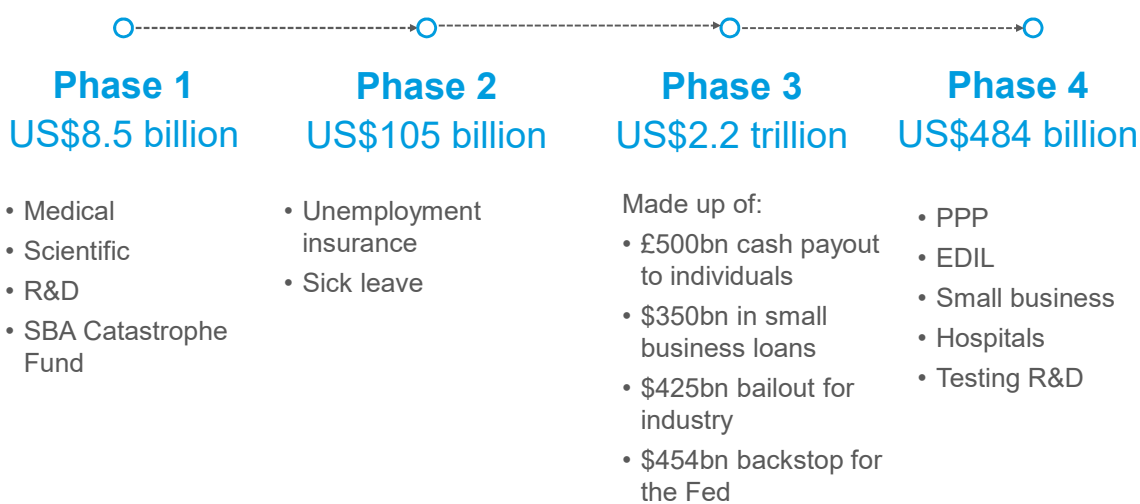 Phase 1
US$8.5 billion
• Medical
• Scientific
• R&D
• SBA Catastrophe
Fund
Phase 2
US$105 billion
• Unemployment
insurance
• Sick leave
Phase 3
US$2.2 trillion
Made up of:
• £500bn cash payout
to individuals
• $350bn in small
business loans
• $425bn bailout for
industry
• $454bn backstop for
the Fed
Phase 4
US$484 billion
• PPP
• EDIL
• Small business
• Hospitals
• Testing R&D